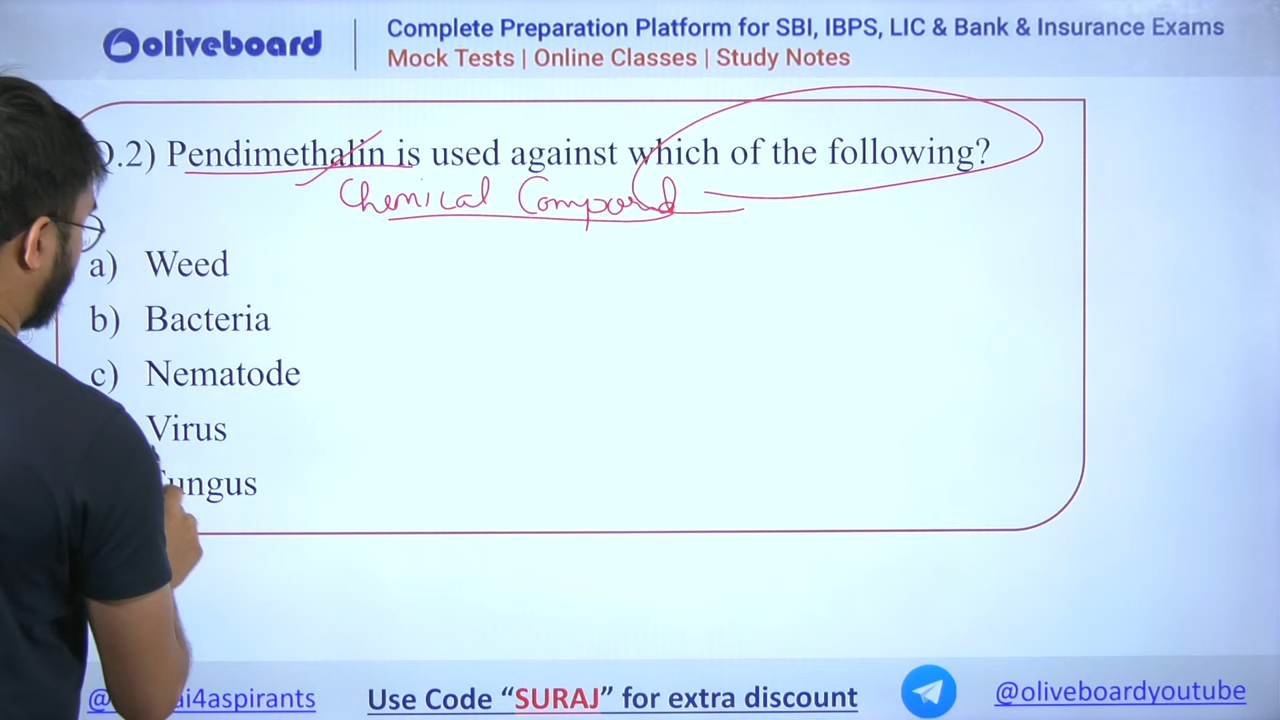 oliveboard
Complete Preparation Platform for SBI, IBPS, LIC & Bank & Insurance Exams
Mock Tests | Online Classes | Study Notes
.2) Pendimethalin is used against which of the following?
Chemical Compound
a) Weed
b) Bacteria
c) Nematode
Virus
ungus
@ ai4aspirants
Use Code “SURAJ” for extra discount
@oliveboardyoutube